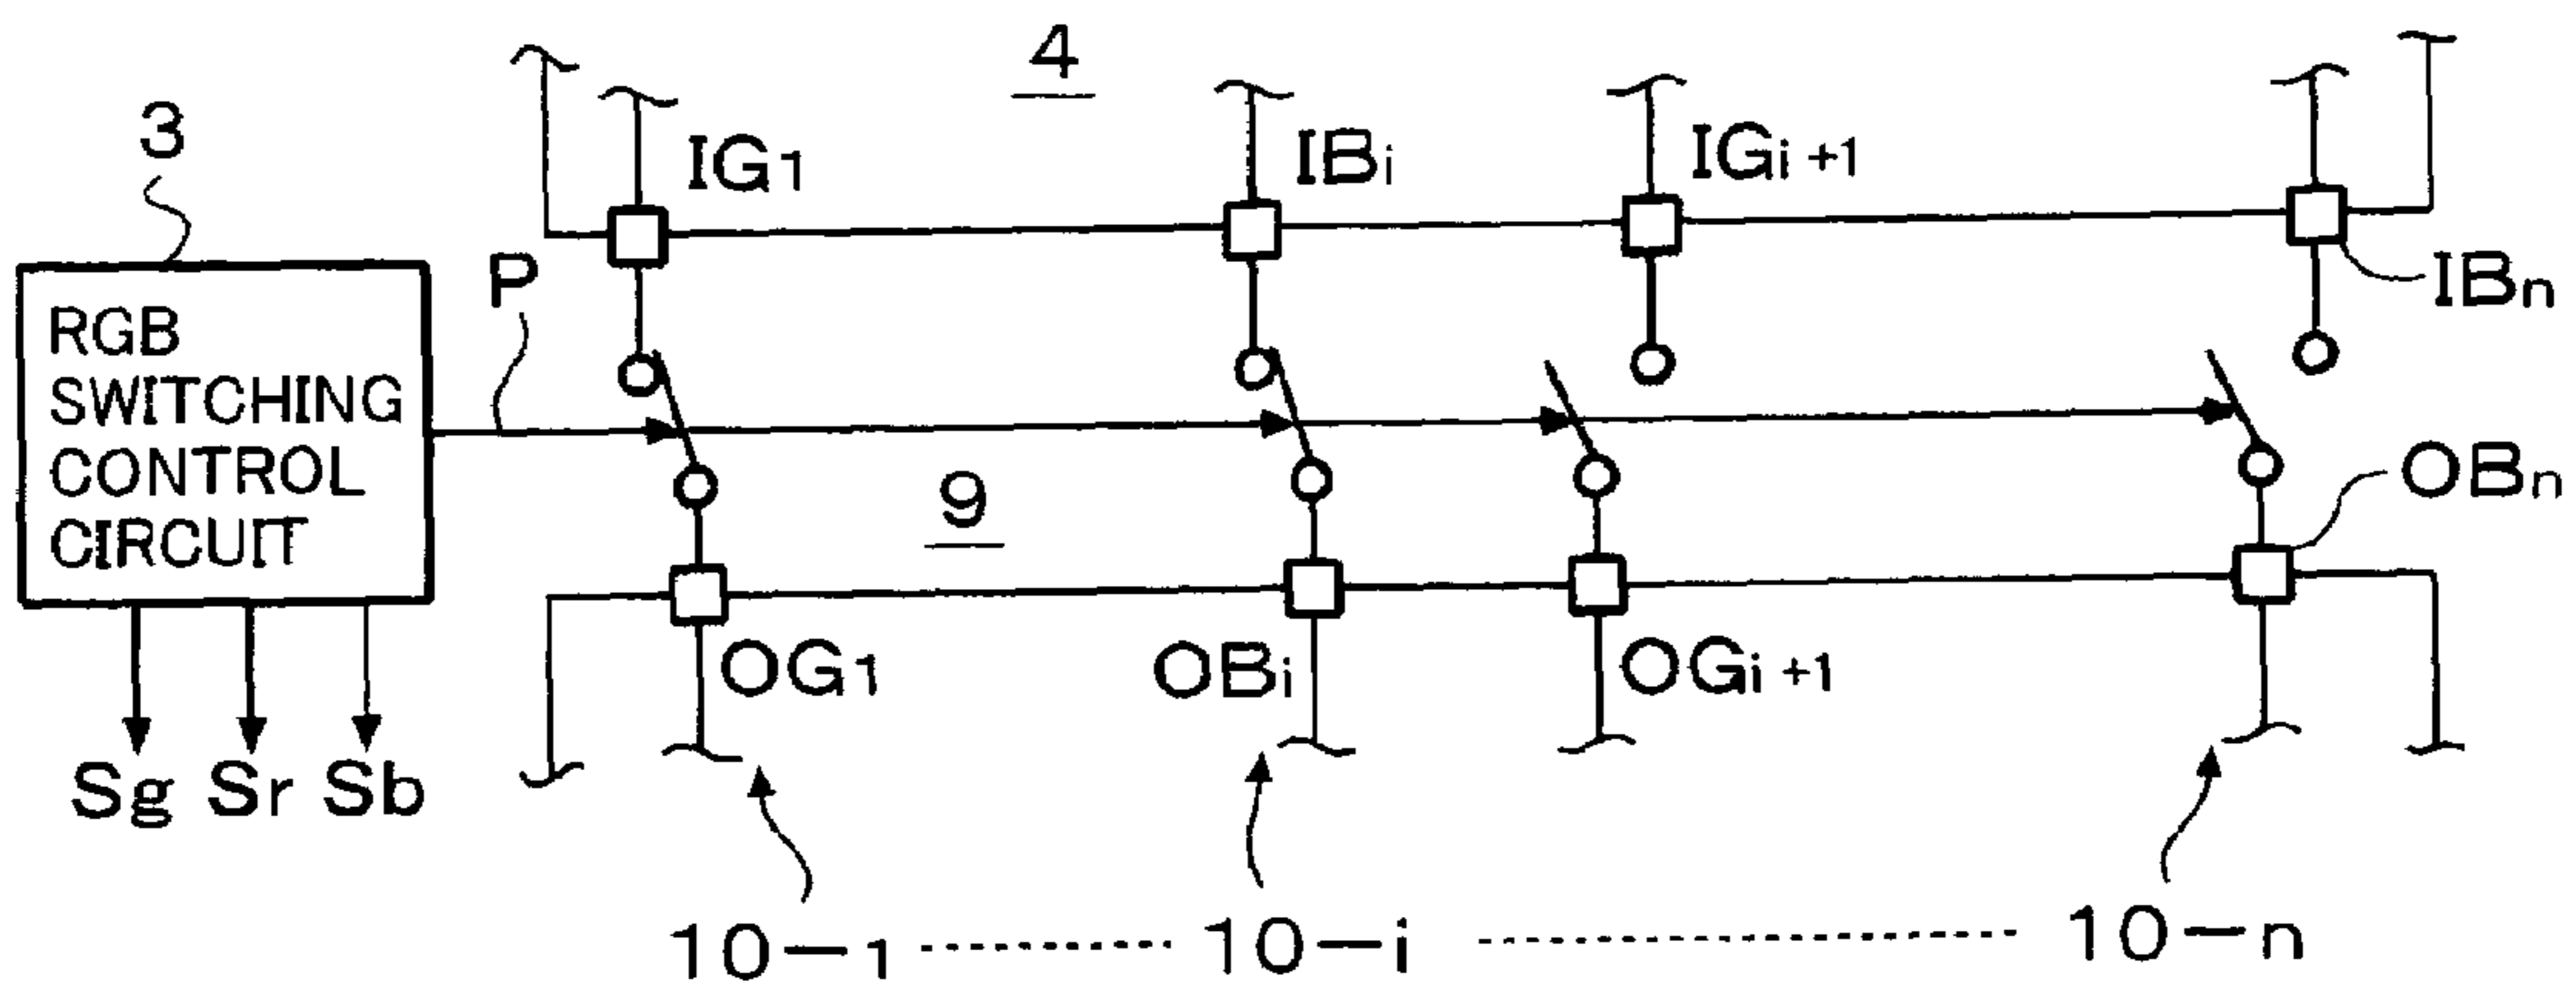 4
3
IG1
IBi
IGi+1
P
IBn
RGB
SWITCHING
CONTROL
CIRCUIT
9
OBn
OG1
OBi
OGi+1
Sg Sr Sb
10-1 ........ 10-i ........ 10-n